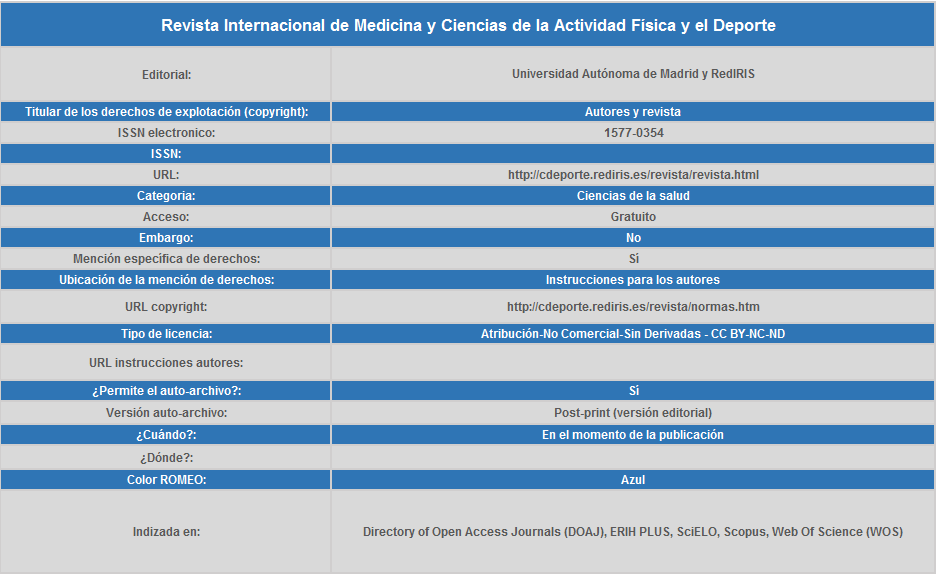 Revista Internacional de Medicina y Ciencias de la Actividad Física y el Deporte
Editorial: Universidad Autónoma de Madrid y RedIRIS
Titular de los derechos de explotación (copyright): Autores y revista
ISSN electronico: 1577-0354
ISSN:
URL: http://cdeporte.rediris.es/revista/revista.html
Categoria: Ciencias de la salud
Acceso: Gratuito
Embargo: No
Mención específica de derechos: Sí
Ubicación de la mención de derechos: Instrucciones para los autores
URL copyright: http://cdeporte.rediris.es/revista/normas.htm
Tipo de licencia: Atribución-No Comercial-Sin Derivadas - CC BY-NC-ND
URL instrucciones autores:
¿Permite el auto-archivo?: Sí
Versión auto-archivo: Post-print (versión editorial)
¿Cuándo?: En el momento de la publicación
¿Dónde?:
Color ROMEO: Azul
Indizada en: Directory of Open Access Journals (DOAJ), ERIH PLUS, SciELO, Scopus, Web Of Science (WOS)